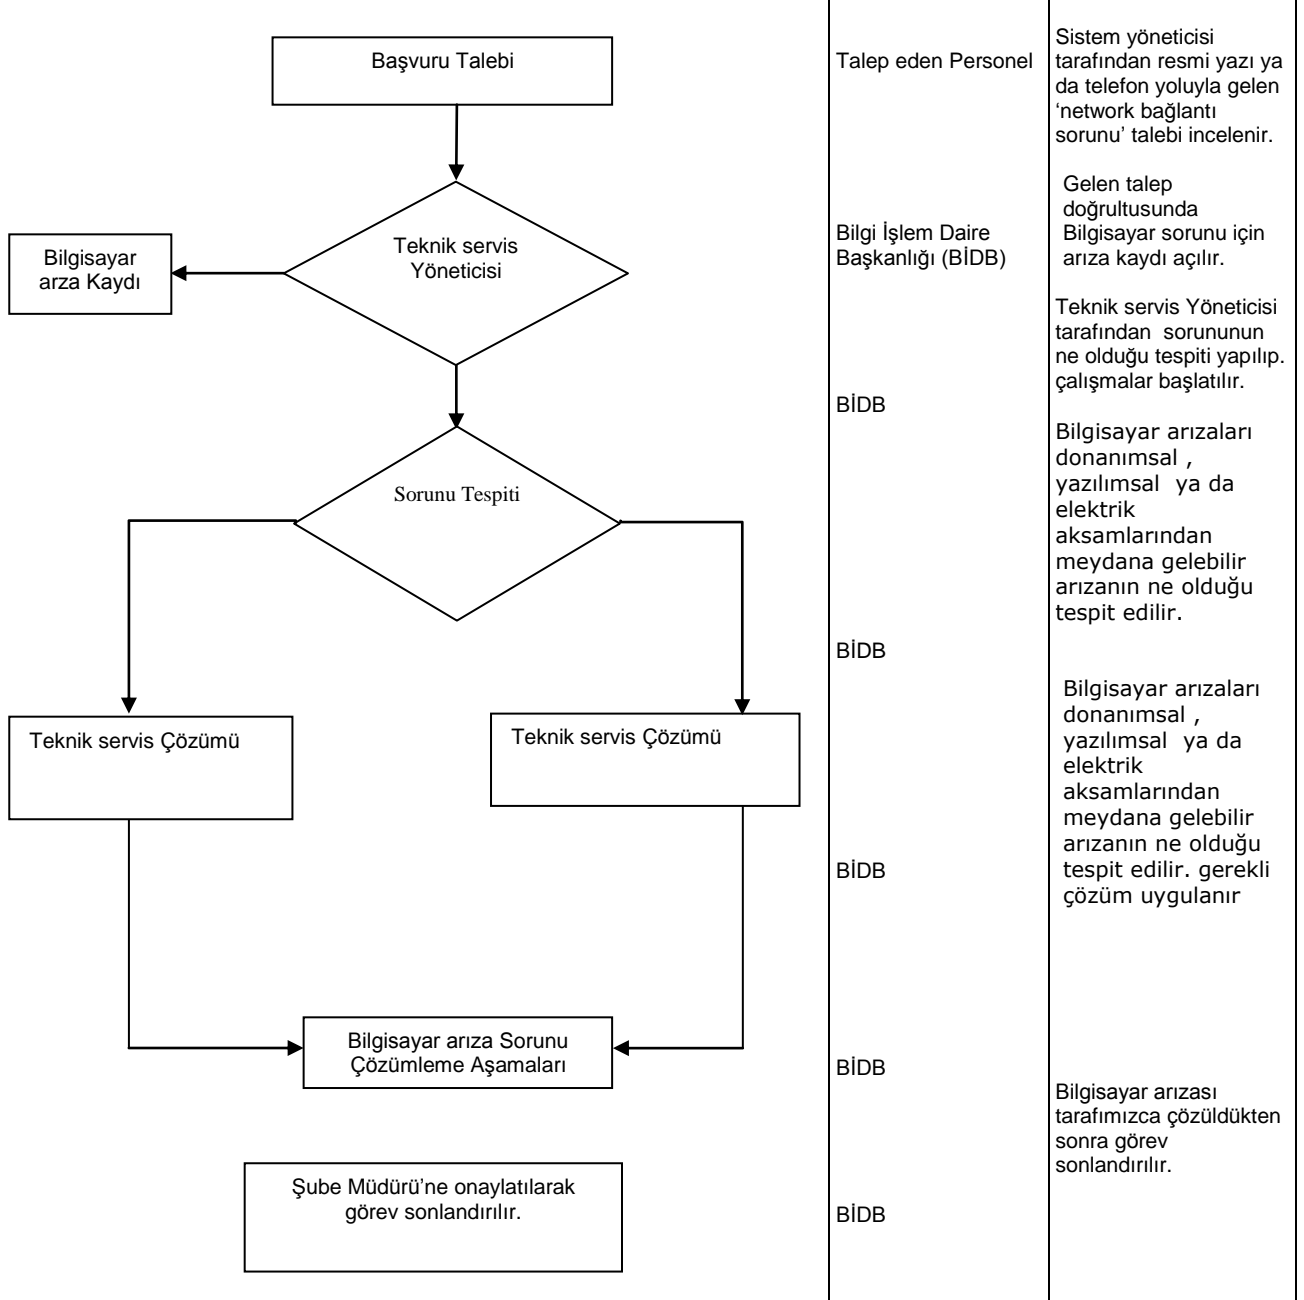 Başvuru Talebi
Teknik servis
Yöneticisi
Bilgisayar
arza Kaydı
Sorunu Tespiti
Teknik servis Çözümü
Teknik servis Çözümü
Bilgisayar arıza Sorunu
Çözümleme Aşamaları
Şube Müdürü’ne onaylatılarak
görev sonlandırılır.
Talep eden Personel
Bilgi İşlem Daire
Başkanlığı (BİDB)
BİDB
BİDB
BİDB
BİDB
BİDB
Sistem yöneticisi
tarafından resmi yazı ya
da telefon yoluyla gelen
‘network bağlantı
sorunu’ talebi incelenir.
Gelen talep
doğrultusunda
Bilgisayar sorunu için
arıza kaydı açılır.
Teknik servis Yöneticisi
tarafından  sorununun
ne olduğu tespiti yapılıp.
çalışmalar başlatılır.
Bilgisayar arızaları
donanımsal ,
yazılımsal  ya da
elektrik
aksamlarından
meydana gelebilir
arızanın ne olduğu
tespit edilir.
Bilgisayar arızaları
donanımsal ,
yazılımsal  ya da
elektrik
aksamlarından
meydana gelebilir
arızanın ne olduğu
tespit edilir. gerekli
çözüm uygulanır
Bilgisayar arızası
tarafımızca çözüldükten
sonra görev
sonlandırılır.